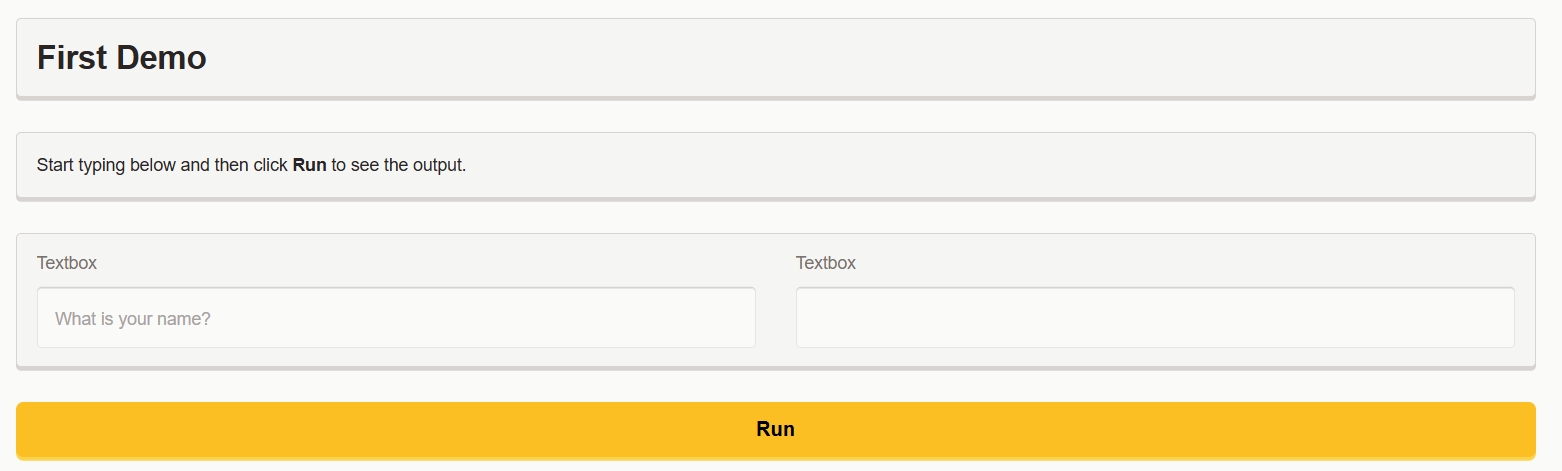 First Demo
Start typing below and then click Run to see the output.
Textbox
Textbox
What is your name?
Run